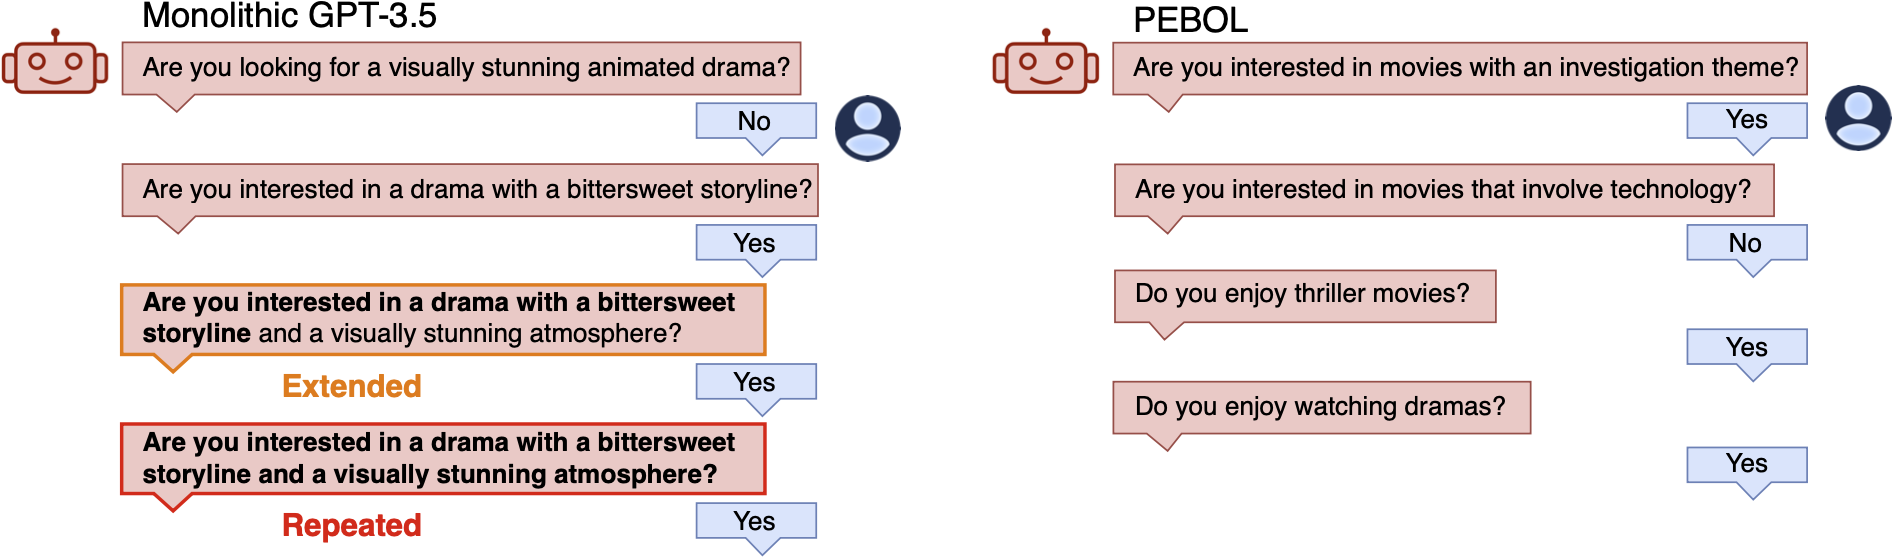 Monolithic GPT-3.5
Are you looking for a visually stunning animated drama?
No
Are you interested in a drama with a bittersweet storyline?
Yes
Are you interested in a drama with a bittersweet
storyline and a visually stunning atmosphere?
Extended
Yes
Are you interested in a drama with a bittersweet
storyline and a visually stunning atmosphere?
Repeated
Yes
PEBOL
Are you interested in movies with an investigation theme?
Yes
Are you interested in movies that involve technology?
No
Do you enjoy thriller movies?
Yes
Do you enjoy watching dramas?
Yes